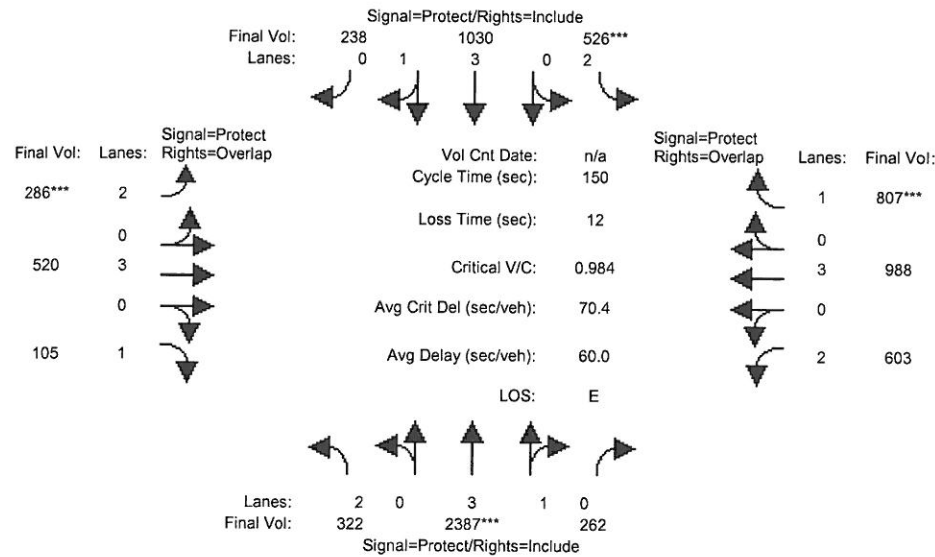 Signal=Protect/Rights=Include
Final Vol: 238 1030 526***
Lanes: 0 1 3 0 2
Signal=Protect
Final Vol: Lanes: Rights=Overlap
Vol Cnt Date: n/a
Signal=Protect
Rights=Overlap Lanes: Final Vol:
Cycle Time (sec): 150
286*** 2
1 807***
Loss Time (sec): 12
0
0
520 3
Critical V/C: 0.984
3 988
0
Avg Crit Del (sec/veh): 70.4
0
105 1
Avg Delay (sec/veh): 60.0
2 603
LOS: E
Lanes: 2 0 3 1 0
Final Vol: 322 2387*** 262
Signal=Protect/Rights=Include